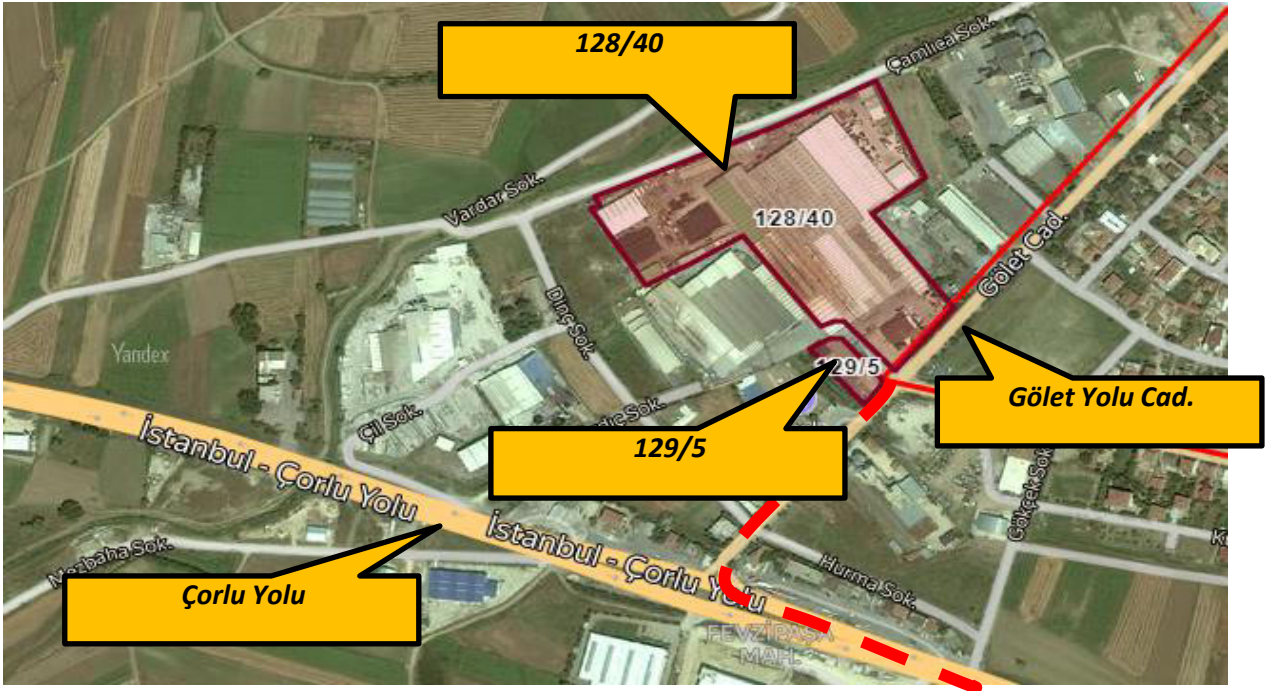 128/40
Çamlıca Sok.
Vardar Sok.
128/40
Gölet Cad.
Dinç Sok.
Yandex
129/5
Gölet Yolu Cad.
Çil Sok.
129/5
İstanbul - Çorlu Yolu
İstanbul - Çorlu Yolu
Gökçek Sok.
Mezbaha Sok.
Hurma Sok.
Çorlu Yolu
FEVZİPAŞA
MAH.